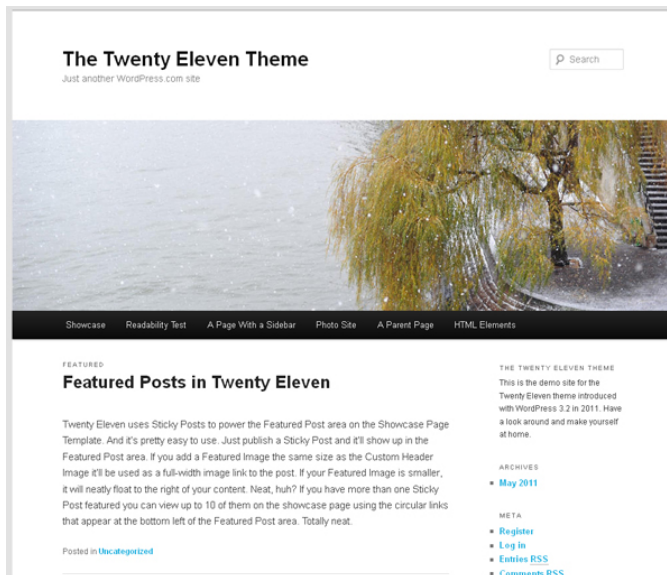 The Twenty Eleven Theme
Just another WordPress.com site
Search
Showcase Readability Test A Page With a Sidebar Photo Site A Parent Page HTML Elements
FEATURED
Featured Posts in Twenty Eleven
Twenty Eleven uses Sticky Posts to power the Featured Post area on the Showcase Page
Template. And it's pretty easy to use. Just publish a Sticky Post and it'll show up in the
Featured Post area. If you add a Featured Image the same size as the Custom Header
Image it'll be used as a full-width image link to the post. If your Featured Image is smaller,
it will neatly float to the right of your content. Neat, huh? If you have more than one Sticky
Post featured you can view up to 10 of them on the showcase page using the circular links
that appear at the bottom left of the Featured Post area. Totally neat.
Posted in Uncategorized
THE TWENTY ELEVEN THEME
This is the demo site for the
Twenty Eleven theme introduced
with WordPress 3.2 in 2011. Have
a look around and make yourself
at home.
ARCHIVES
May 2011
META
Register
Log in
Entries RSS
Comments RSS